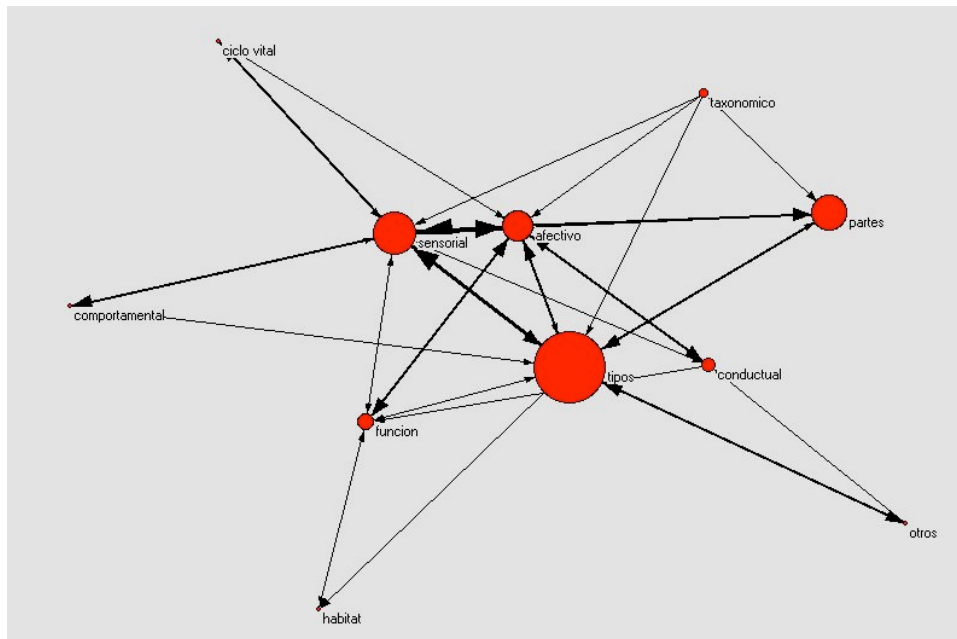 ciclo vital
taxonomico
partes
sensorial
afectivo
comportamental
tipos
conductual
funcion
otros
habitat